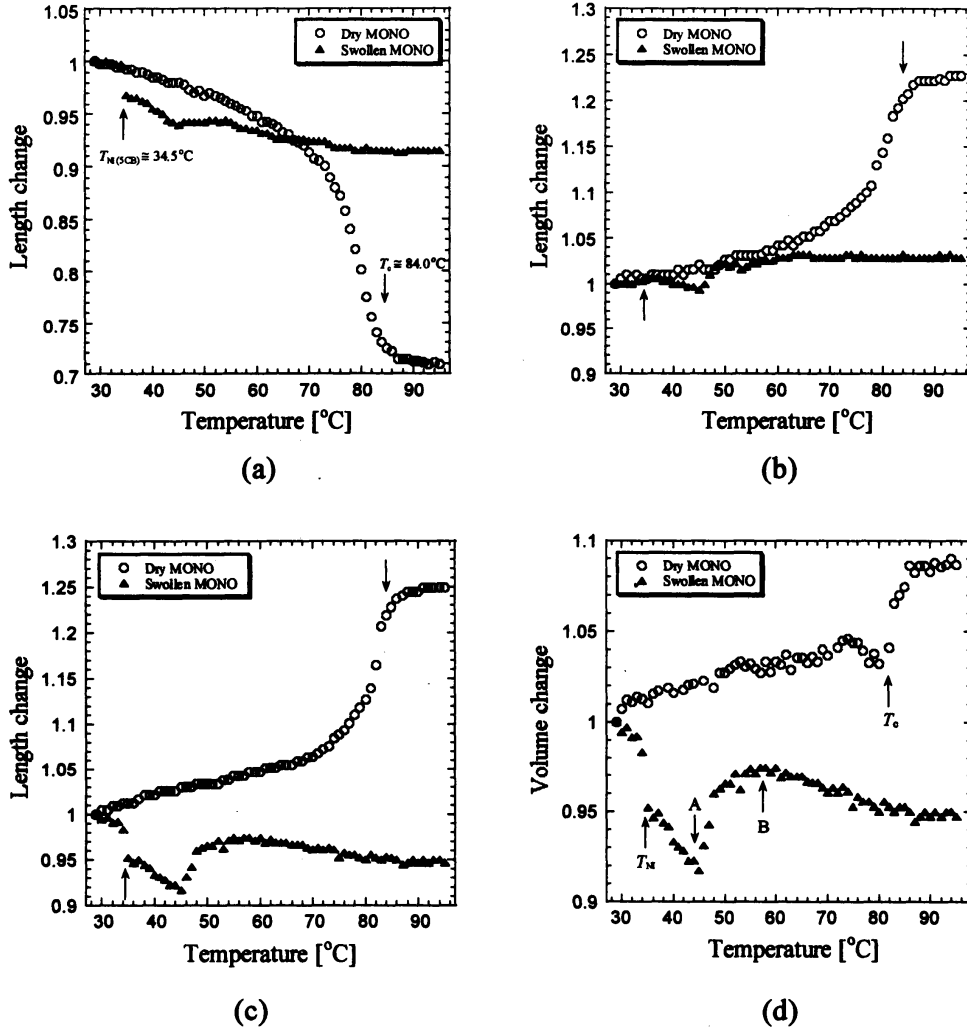 1.05
1
0.95
0.9
0.85
0.8
0.75
0.7
Length change
Dry MONO
Swollen MONO
TNI(5CB) ≅ 34.5°C
Tc ≅ 84.0°C
30 40 50 60 70 80 90
Temperature [°C]
(a)
1.3
1.25
1.2
1.15
1.1
1.05
1
0.95
0.9
Length change
Dry MONO
Swollen MONO
30 40 50 60 70 80 90
Temperature [°C]
(b)
1.3
1.25
1.2
1.15
1.1
1.05
1
0.95
0.9
Length change
Dry MONO
Swollen MONO
30 40 50 60 70 80 90
Temperature [°C]
(c)
1.1
1.05
1
0.95
0.9
Volume change
Dry MONO
Swollen MONO
Tc
A
B
TNI
30 40 50 60 70 80 90
Temperature [°C]
(d)